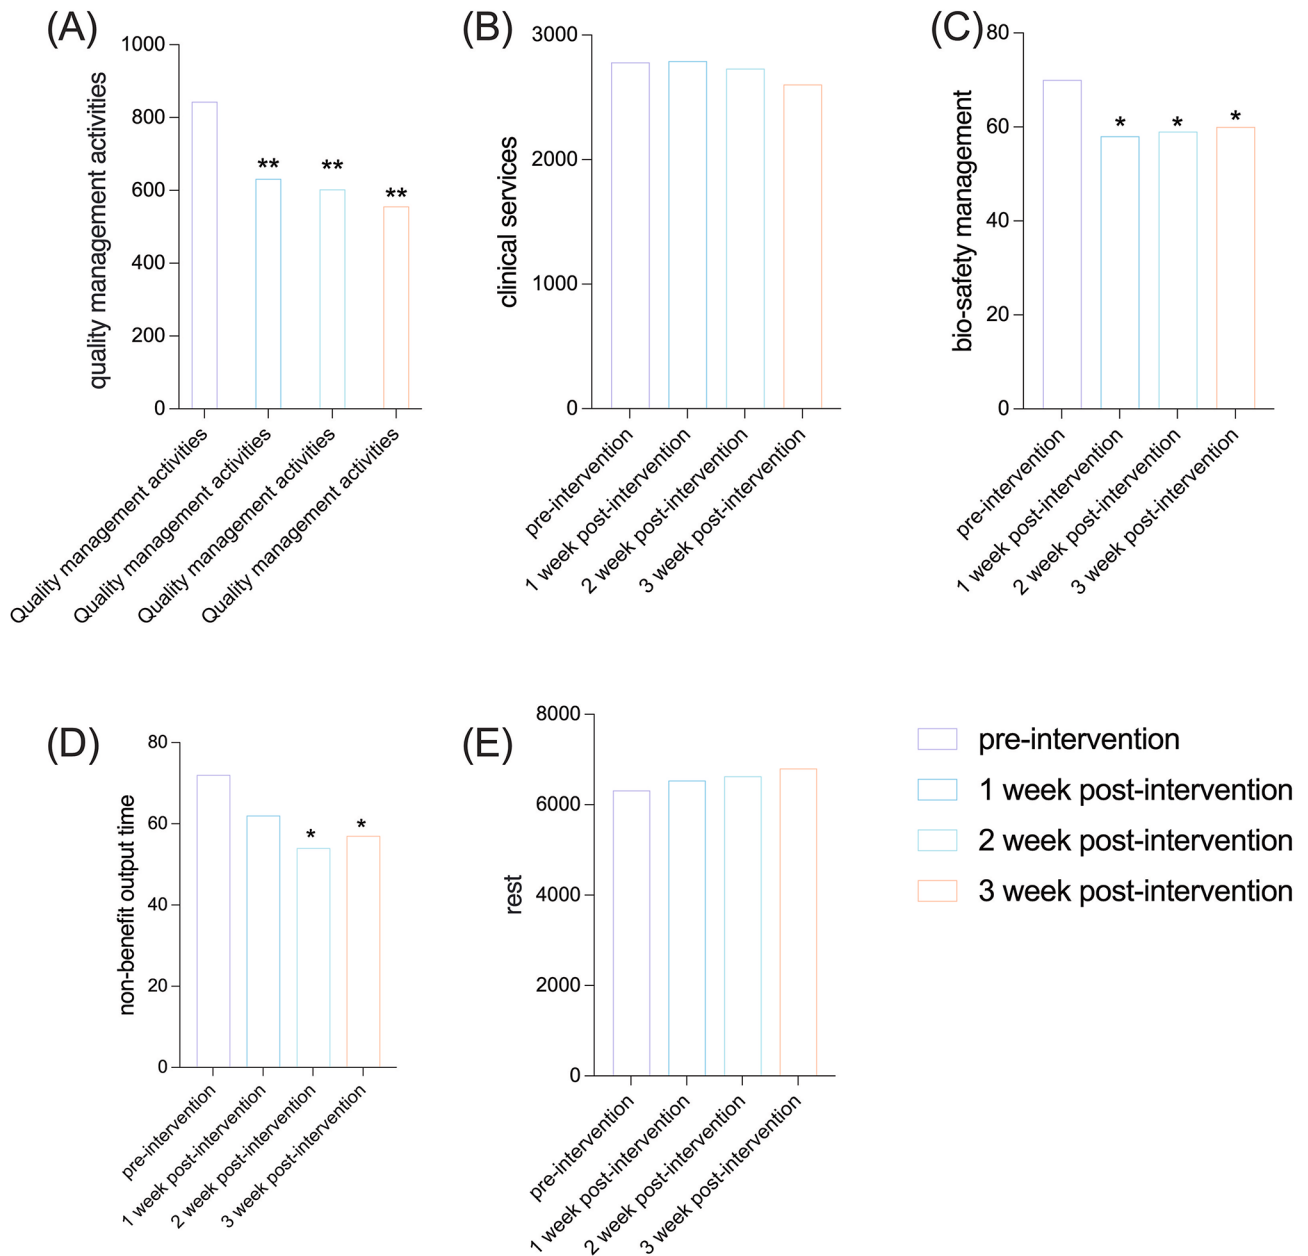 (A)
quality management activities
1000
800
600
400
200
0
**
**
**
Quality management activities
Quality management activities
Quality management activities
Quality management activities
(B)
clinical services
3000
2000
1000
0
pre-intervention
1 week post-intervention
2 week post-intervention
3 week post-intervention
(C)
bio-safety management
80
60
40
20
0
*
*
*
pre-intervention
1 week post-intervention
2 week post-intervention
3 week post-intervention
(D)
non-benefit output time
80
60
40
20
0
*
*
pre-intervention
1 week post-intervention
2 week post-intervention
3 week post-intervention
(E)
rest
8000
6000
4000
2000
0
pre-intervention
1 week post-intervention
2 week post-intervention
3 week post-intervention
pre-intervention
1 week post-intervention
2 week post-intervention
3 week post-intervention